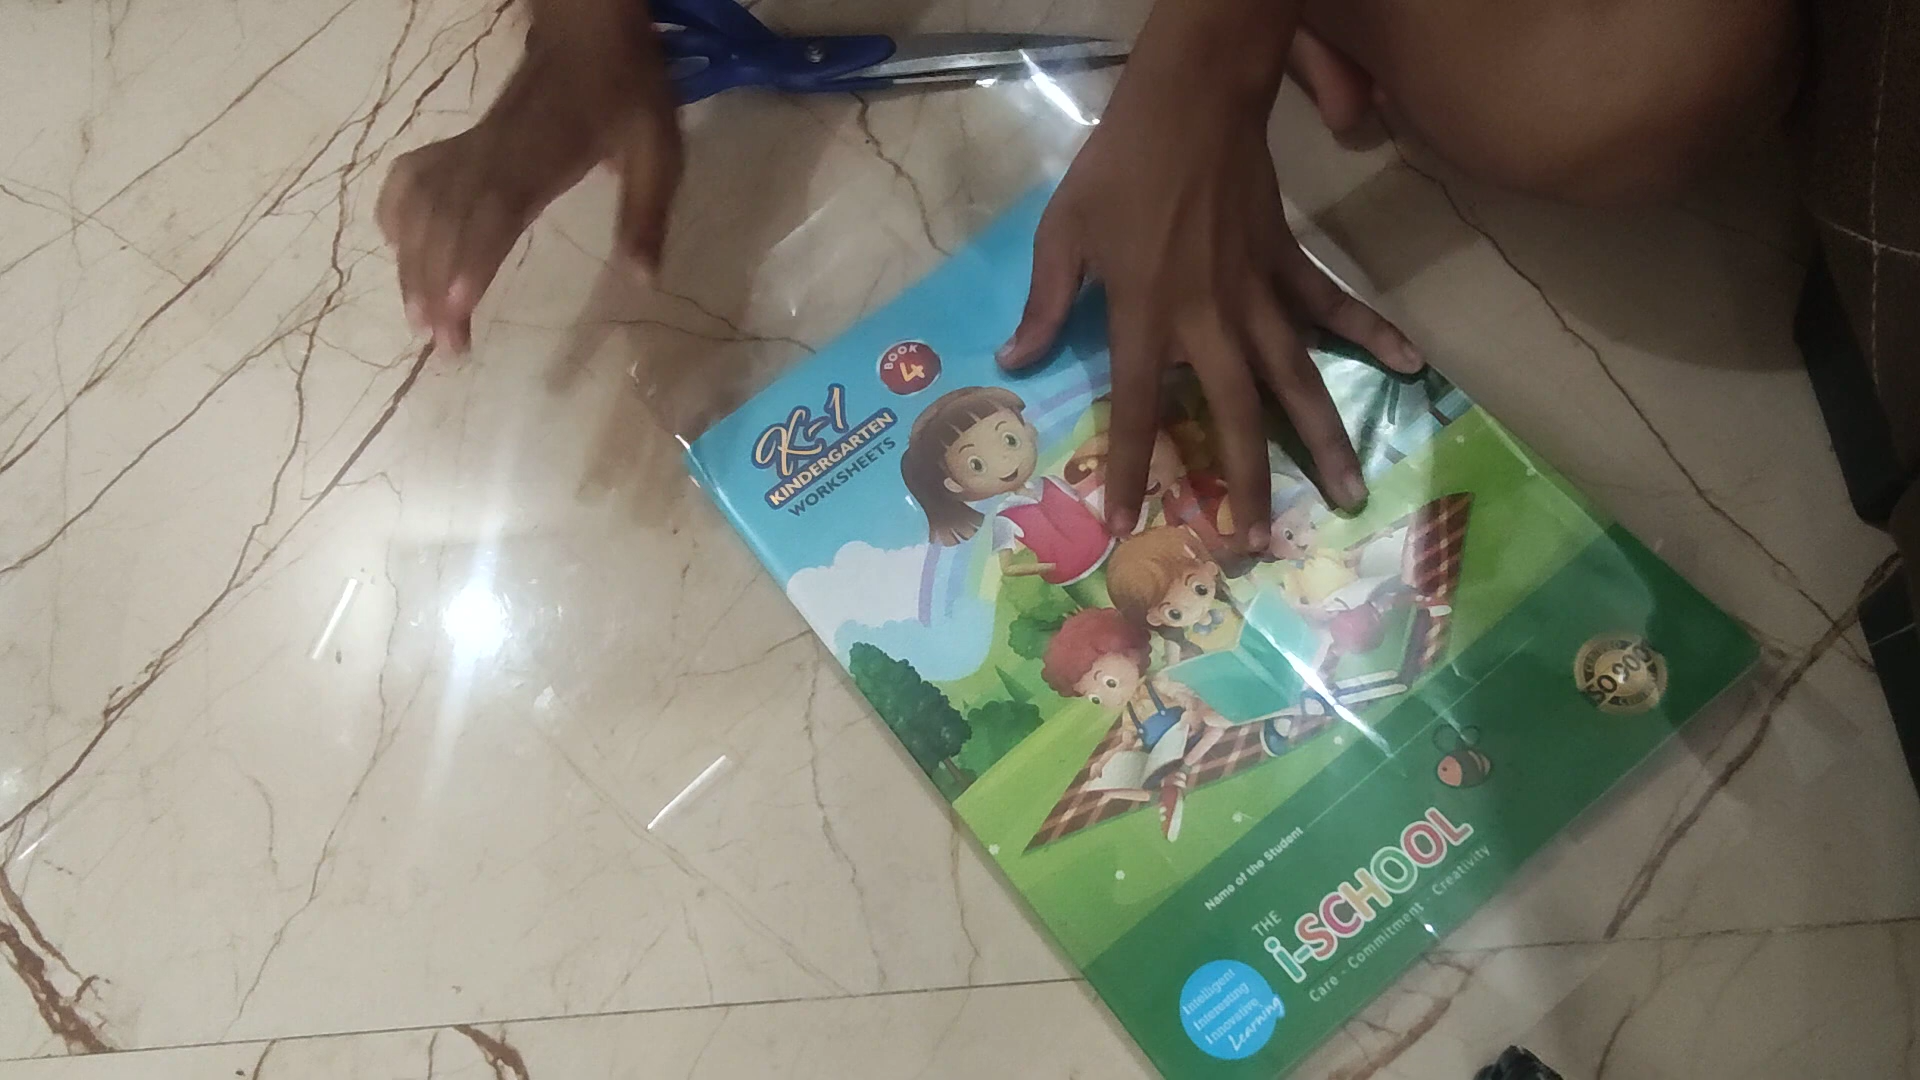 BOOK
4
K-1
KINDERGARTEN
WORKSHEETS
Name of the Student
THE
i-SCHOOL
Care - Commitment - Creativity
Intelligent
Interesting
Innovative
Learning